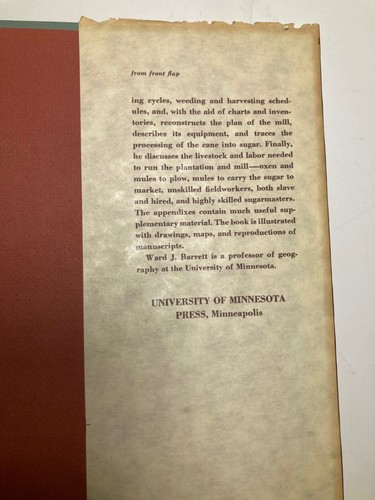 from front flap
ing cycles, weeding and harvesting sched-
ules, and, with the aid of charts and inven-
tories, reconstructs the plan of the mill,
describes its equipment, and traces the
processing of the cane into sugar. Finally,
he discusses the livestock and labor needed
to run the plantation and mill—oxen and
mules to plow, mules to carry the sugar to
market, unskilled fieldworkers, both slave
and hired, and highly skilled sugarmasters.
The appendixes contain much useful sup-
plementary material. The book is illustrated
with drawings, maps, and reproductions of
manuscripts.
Ward J. Barrett is a professor of geog-
raphy at the University of Minnesota.
UNIVERSITY OF MINNESOTA
PRESS, Minneapolis